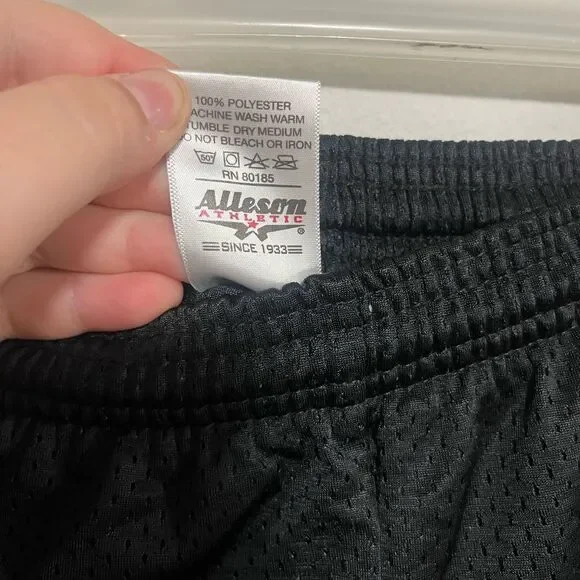 100% POLYESTER
ACHINE WASH WARM
TUMBLE DRY MEDIUM
DO NOT BLEACH OR IRON
50°
RN 80185
Alleson
ATHLETIC
®
SINCE 1933